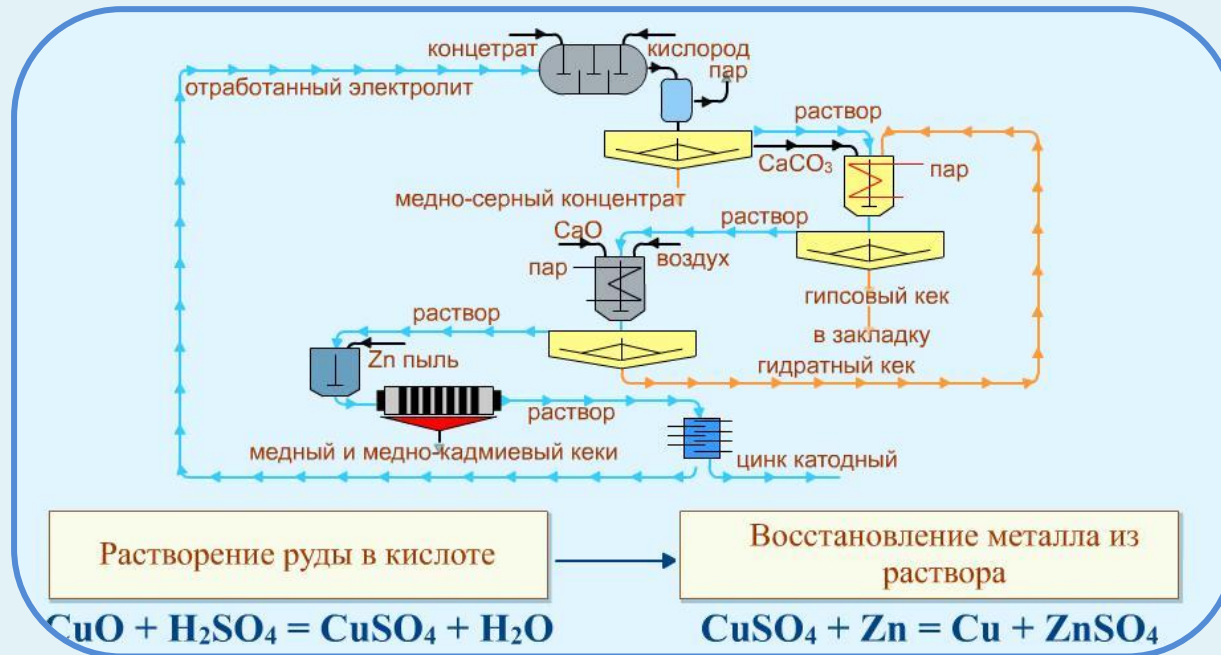 концетрат
кислород
пар
отработанный электролит
раствор
CaCO₃
пар
медно-серный концентрат
раствор
CaO
воздух
пар
гипсовый кек
раствор
в закладку
Zn пыль
гидратный кек
раствор
медный и медно-кадмиевый кеки
цинк катодный
Растворение руды в кислоте
Восстановление металла из
раствора
CuO + H₂SO₄ = CuSO₄ + H₂O
CuSO₄ + Zn = Cu + ZnSO₄